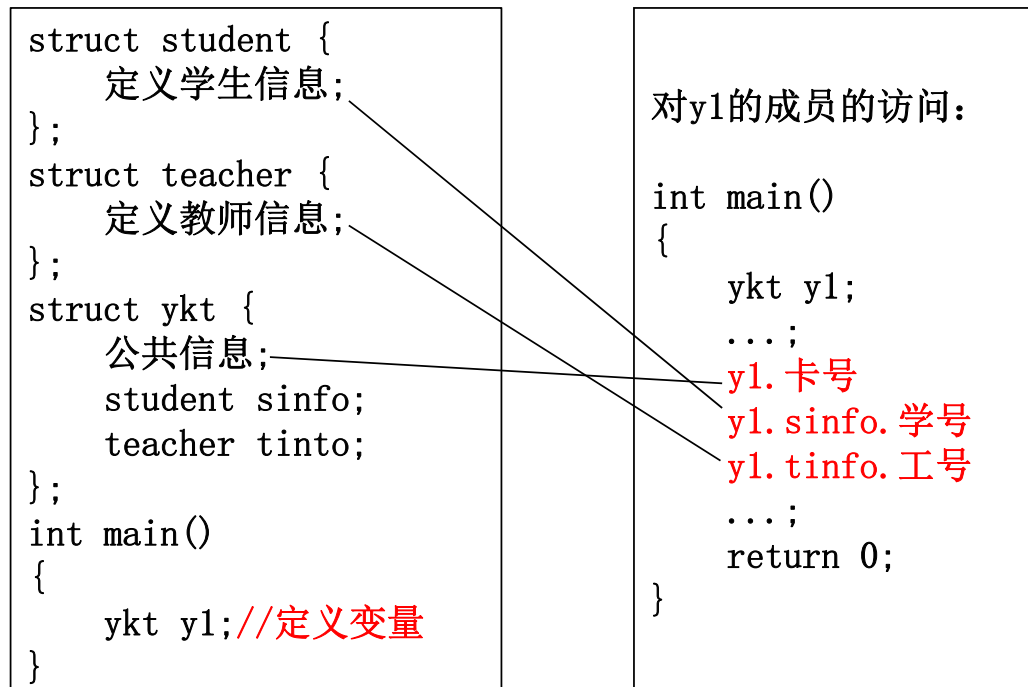 struct student {
定义学生信息;
};
struct teacher {
定义教师信息;
};
struct ykt {
公共信息;
student sinfo;
teacher tinto;
};
int main()
{
ykt y1;//定义变量
}
对y1的成员的访问：
int main()
{
ykt y1;
...;
y1.卡号
y1.sinfo.学号
y1.tinfo.工号
...;
return 0;
}